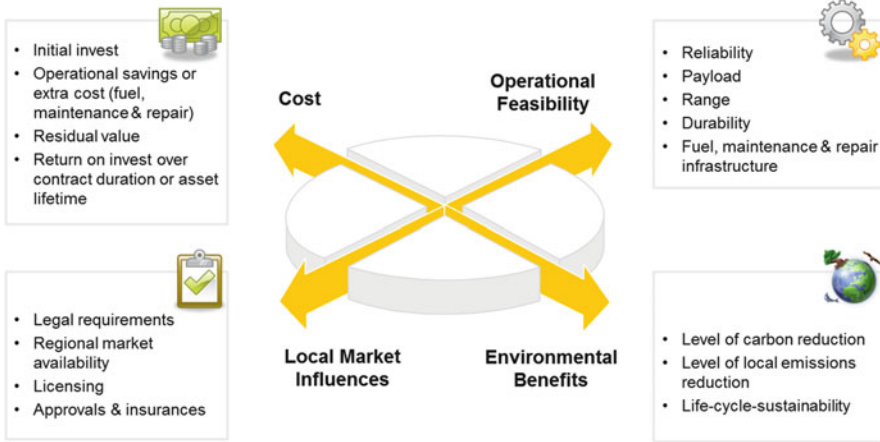 • Initial invest
• Operational savings or
extra cost (fuel,
maintenance & repair)
• Residual value
• Return on invest over
contract duration or asset
lifetime
Cost
Operational
Feasibility
• Reliability
• Payload
• Range
• Durability
• Fuel, maintenance & repair
infrastructure
• Legal requirements
• Regional market
availability
• Licensing
• Approvals & insurances
Local Market
Influences
Environmental
Benefits
• Level of carbon reduction
• Level of local emissions
reduction
• Life-cycle-sustainability